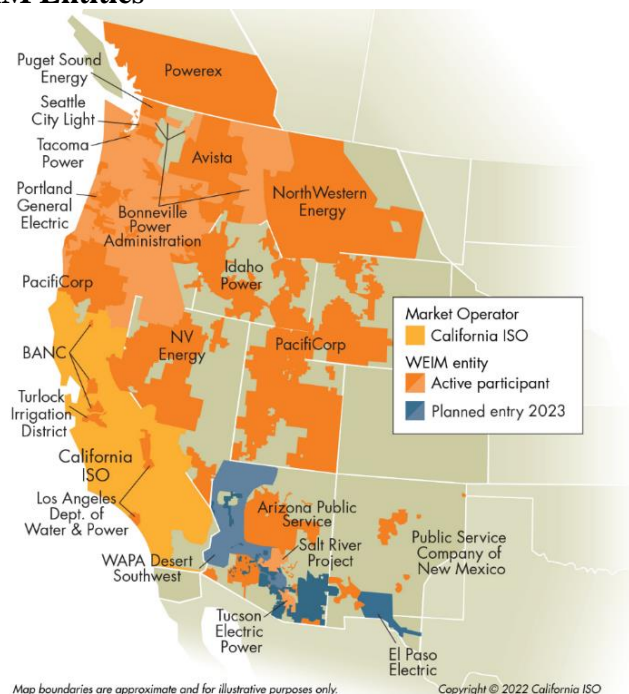 M Entities
Puget Sound
Energy
Powerex
Seattle
City Light
Tacoma
Power
Avista
Portland
General
Electric
Bonneville
Power
Administration
NorthWestern
Energy
PacifiCorp
Idaho
Power
BANC
NV
Energy
PacifiCorp
Market Operator
California ISO
WEIM entity
Active participant
Planned entry 2023
Turlock
Irrigation
District
California
ISO
Los Angeles
Dept. of
Water & Power
Arizona Public
Service
Salt River
Project
Public Service
Company of
New Mexico
WAPA Desert
Southwest
Tucson
Electric
Power
El Paso
Electric
Map boundaries are approximate and for illustrative purposes only.
Copyright © 2022 California ISO